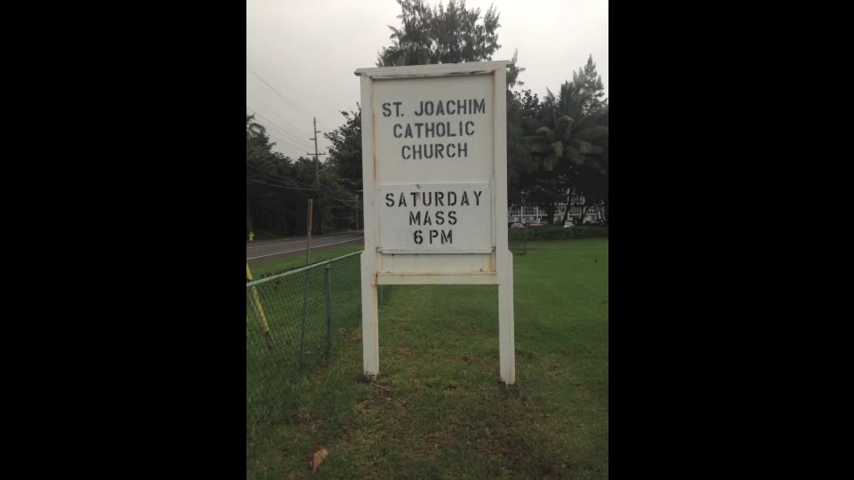 ST. JOACHIM
CATHOLIC
CHURCH
SATURDAY
MASS
6 PM